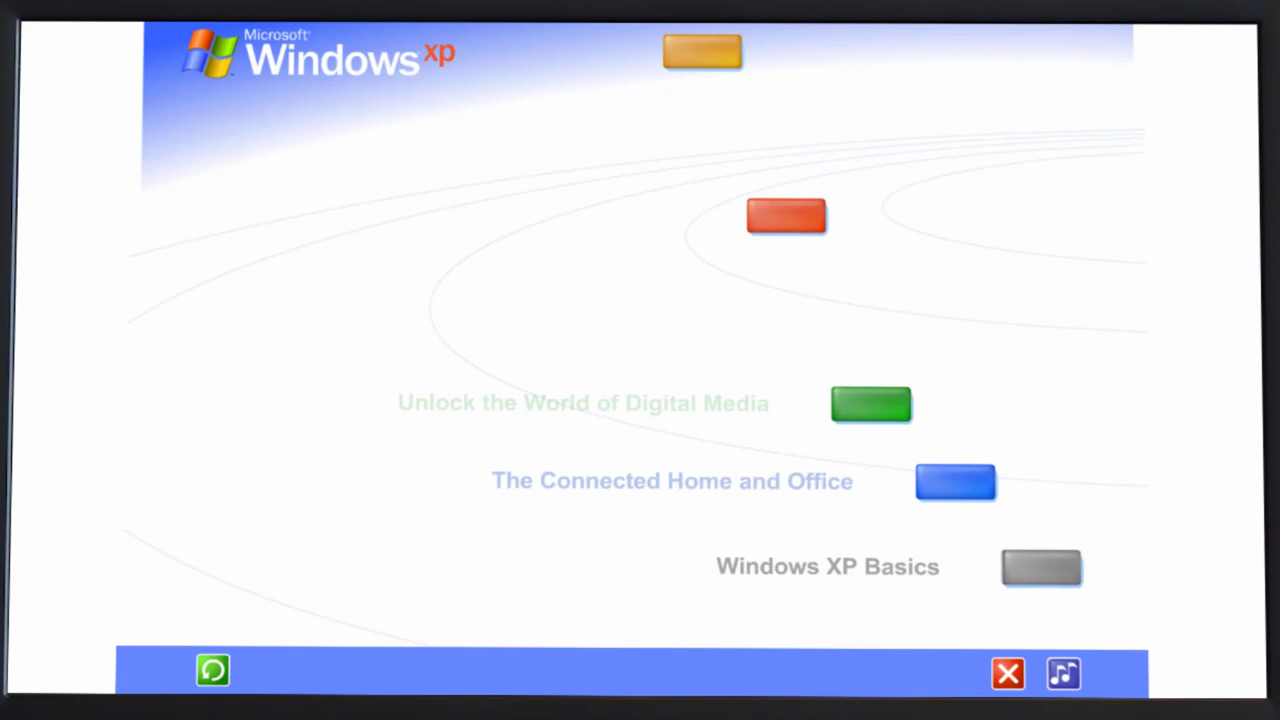 Microsoft®
Windows xp
Unlock the World of Digital Media
The Connected Home and Office
Windows XP Basics